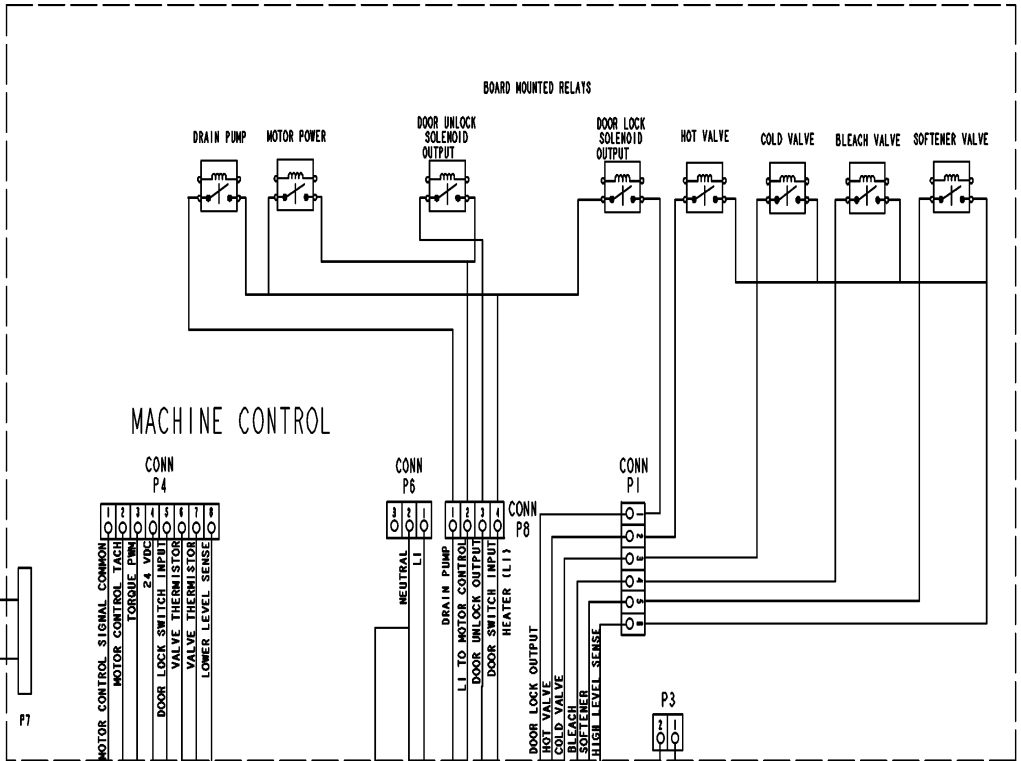 BOARD MOUNTED RELAYS
DRAIN PUMP
MOTOR POWER
DOOR UNLOCK
SOLENOID
OUTPUT
DOOR LOCK
SOLENOID
OUTPUT
HOT VALVE
COLD VALVE
BLEACH VALVE
SOFTENER VALVE
MACHINE CONTROL
CONN
P4
1 2 3 4 5 6 7 8
MOTOR CONTROL SIGNAL COMMON
MOTOR CONTROL TACH
TORQUE PWM
24 VDC
DOOR LOCK SWITCH INPUT
VALVE THERMISTOR
VALVE THERMISTOR
LOWER LEVEL SENSE
CONN
P6
3 2 1
NEUTRAL
L1
CONN
P8
1 2 3 4
DRAIN PUMP
L1 TO MOTOR CONTROL
DOOR UNLOCK OUTPUT
DOOR SWITCH INPUT
HEATER (L1)
CONN
P1
1
2
3
4
5
6
DOOR LOCK OUTPUT
HOT VALVE
COLD VALVE
BLEACH
SOFTENER
HIGH LEVEL SENSE
P3
2 1
P7